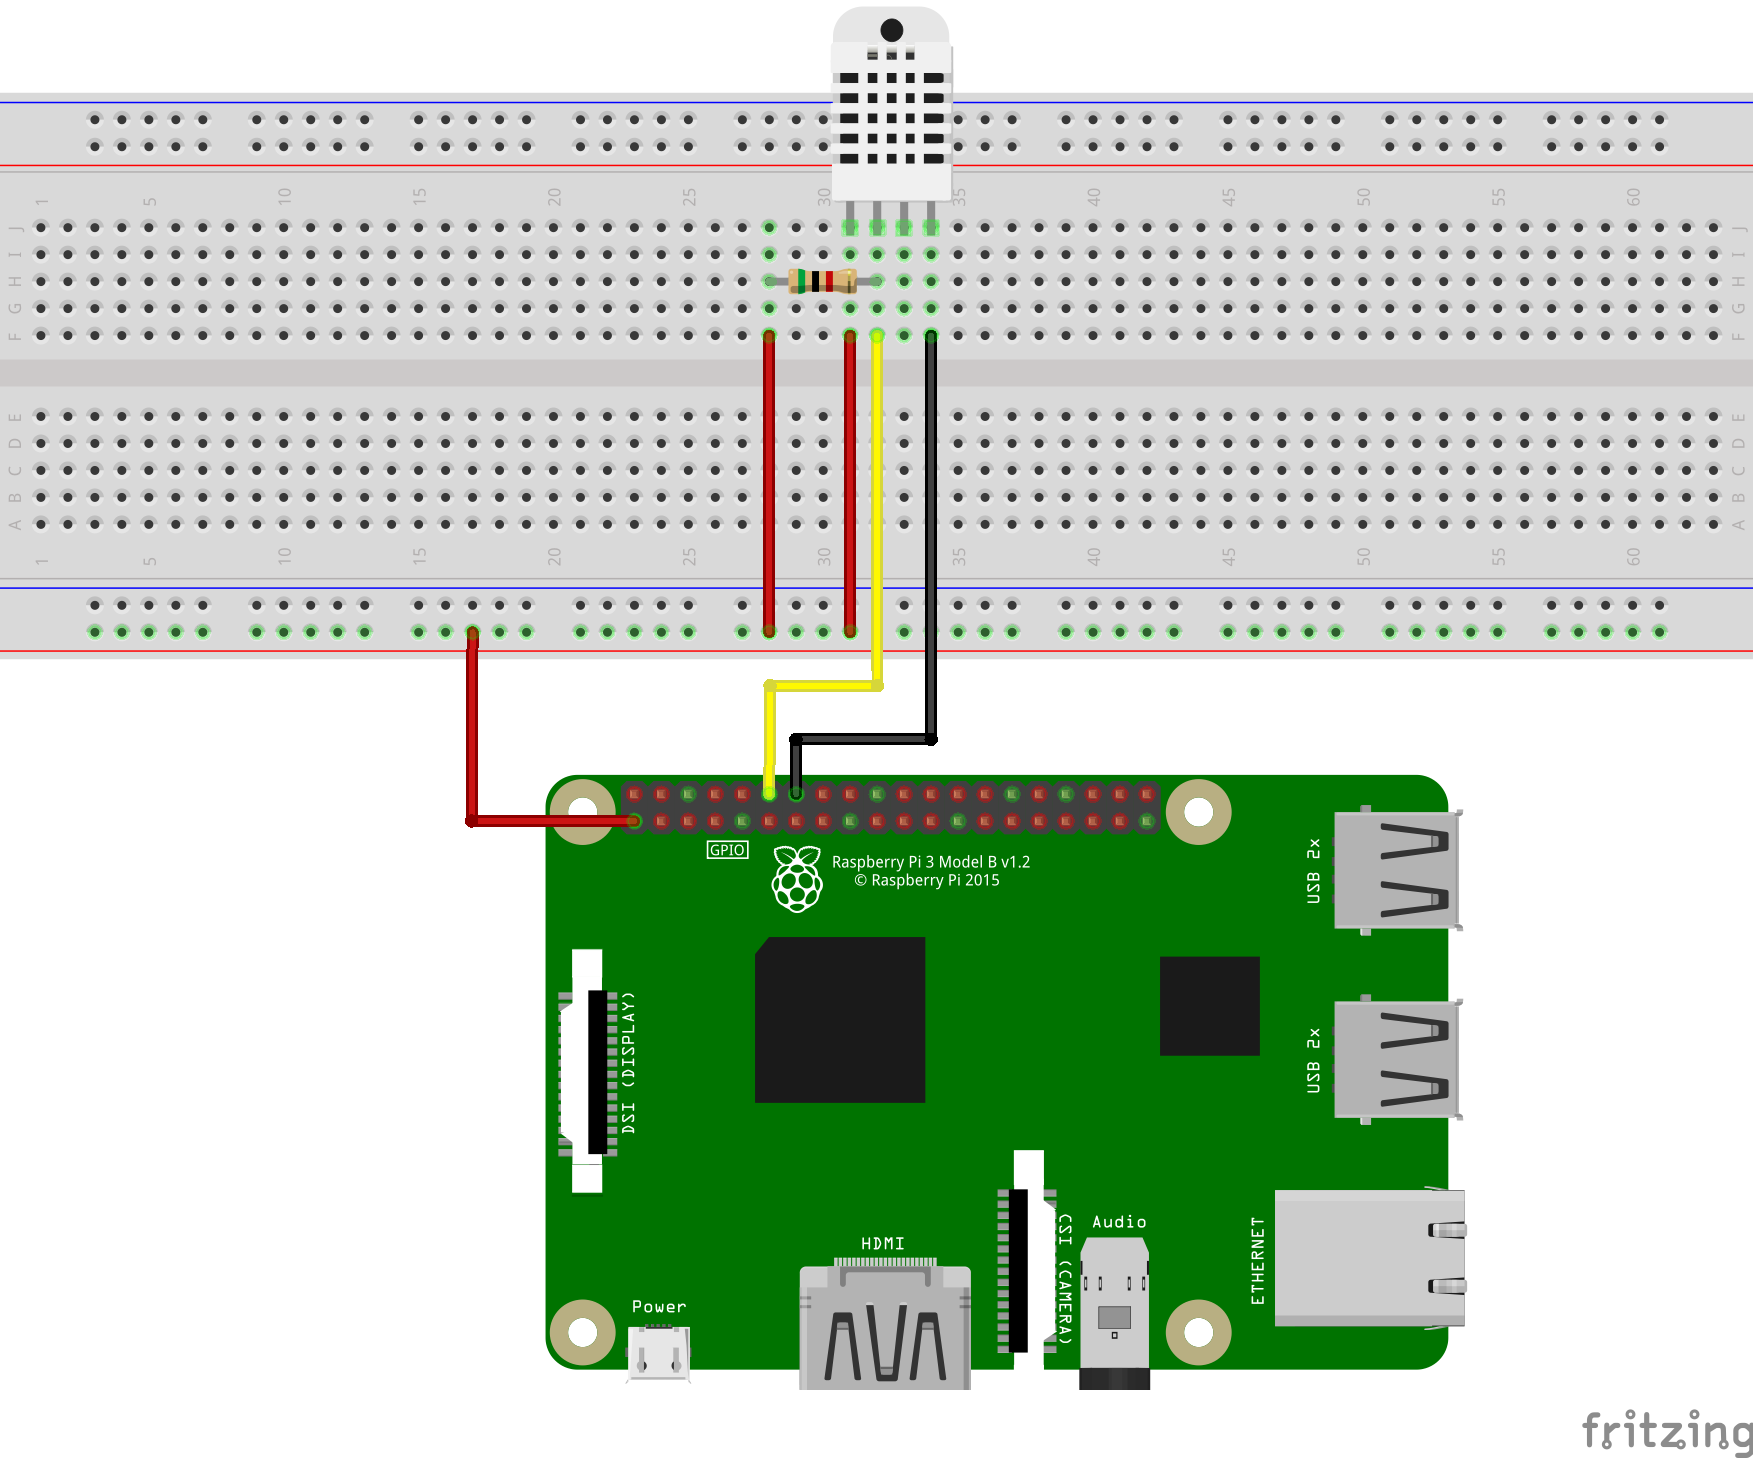 1 5 10 15 20 25 30 35 40 45 50 55 60
J J
I I
H H
G G
F F
E E
D D
C C
B B
A A
1 5 10 15 20 25 30 35 40 45 50 55 60
GPIO
Raspberry Pi 3 Model B v1.2
© Raspberry Pi 2015
USB 2x
DSI (DISPLAY)
USB 2x
CSI (CAMERA)
Audio
ETHERNET
HDMI
Power
fritzing